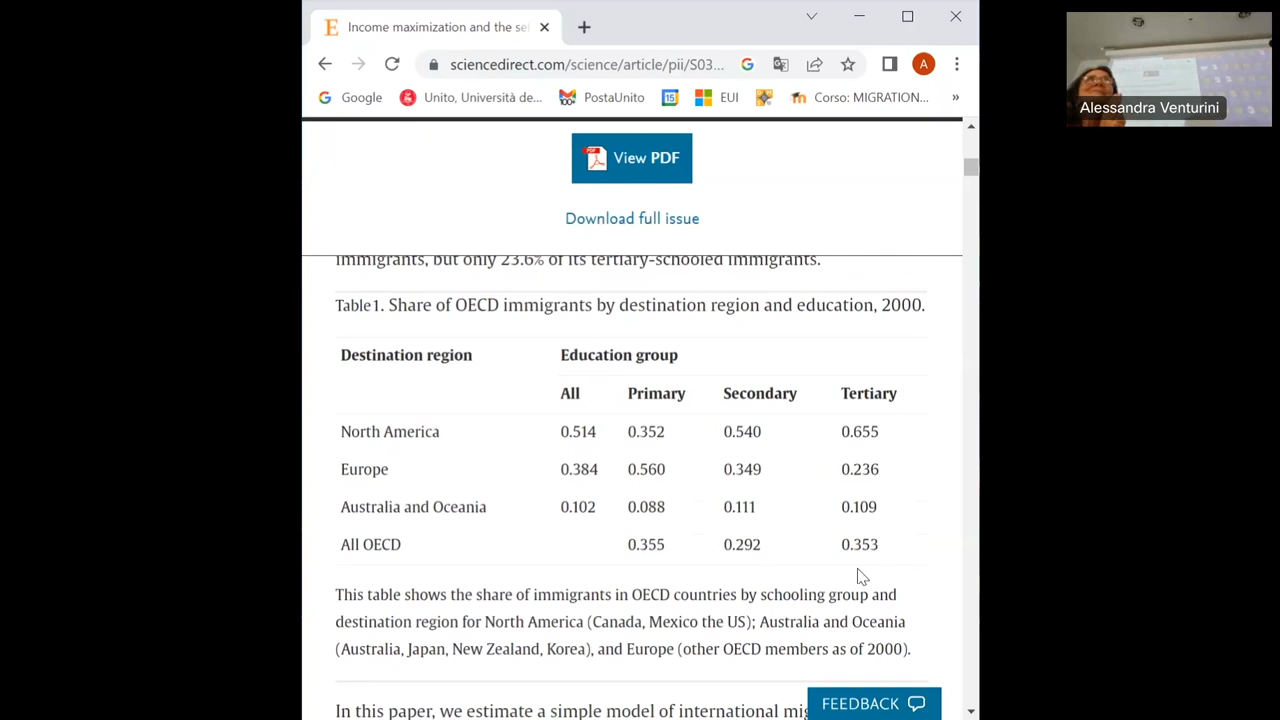 Income maximization and the se
sciencedirect.com/science/article/pii/S03...
A
Google
Unito, Università de...
PostaUnito
15
EUI
Corso: MIGRATION...
»
Alessandra Venturini
PDF
View PDF
Download full issue
immigrants, but only 23.6% of its tertiary-schooled immigrants.
Table1. Share of OECD immigrants by destination region and education, 2000.
Destination region Education group
All Primary Secondary Tertiary
North America 0.514 0.352 0.540 0.655
Europe 0.384 0.560 0.349 0.236
Australia and Oceania 0.102 0.088 0.111 0.109
All OECD 0.355 0.292 0.353
This table shows the share of immigrants in OECD countries by schooling group and
destination region for North America (Canada, Mexico the US); Australia and Oceania
(Australia, Japan, New Zealand, Korea), and Europe (other OECD members as of 2000).
In this paper, we estimate a simple model of international mig
FEEDBACK